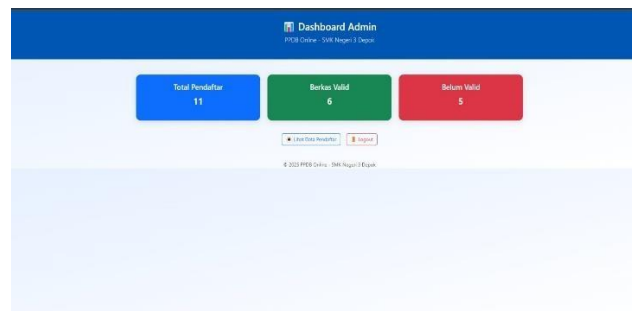 Dashboard Admin
PPDB Online - SMK Negeri 3 Depok
Total Pendaftar
11
Berkas Valid
6
Belum Valid
5
Lihat Data Pendaftar
Logout
© 2025 PPDB Online - SMK Negeri 3 Depok